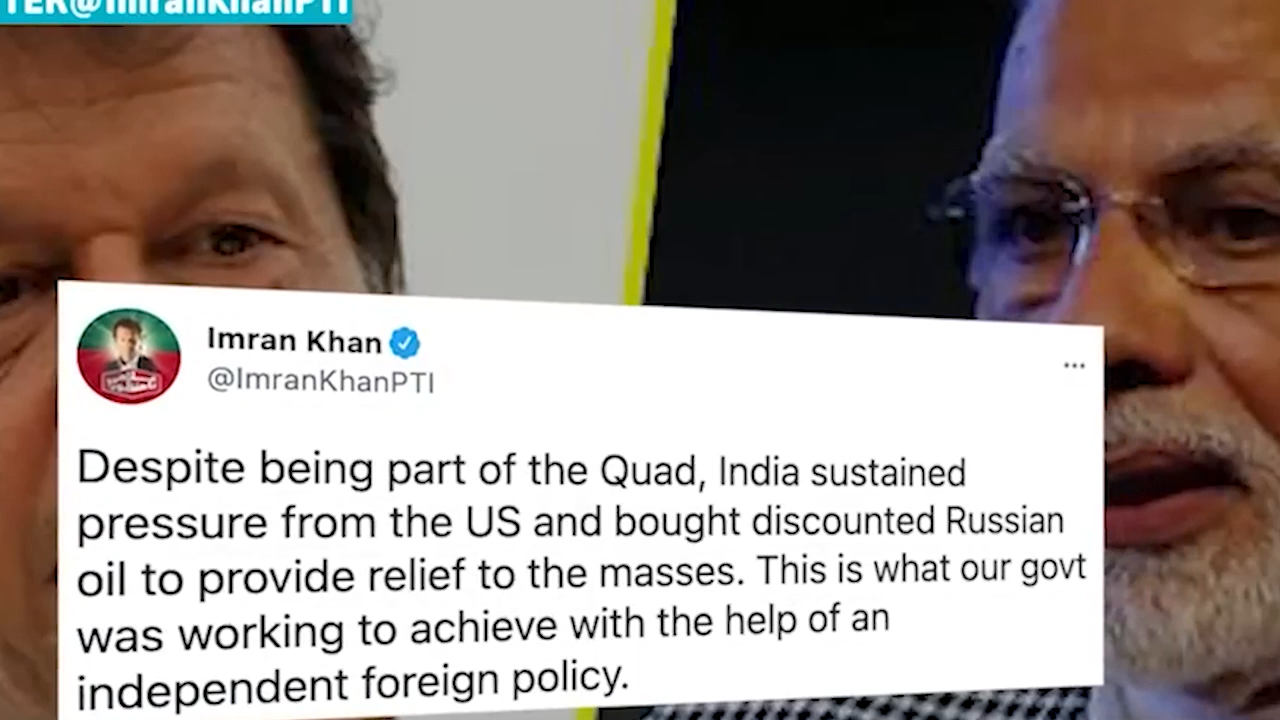 TER@ImranKhanPTI
Imran Khan
@ImranKhanPTI
Despite being part of the Quad, India sustained
pressure from the US and bought discounted Russian
oil to provide relief to the masses. This is what our govt
was working to achieve with the help of an
independent foreign policy.